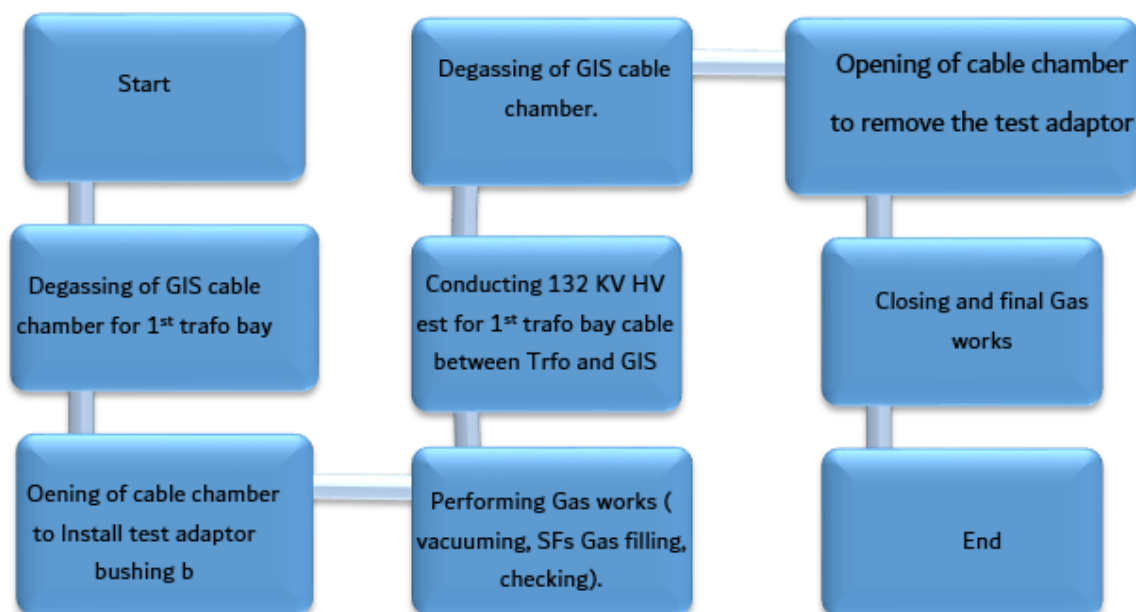 Start
Degassing of GIS cable
chamber for 1st trafo bay
Oening of cable chamber
to Install test adaptor
bushing b
Performing Gas works (
vacuuming, SFs Gas filling,
checking).
Conducting 132 KV HV
est for 1st trafo bay cable
between Trfo and GIS
Degassing of GIS cable
chamber.
Opening of cable chamber
to remove the test adaptor
Closing and final Gas
works
End